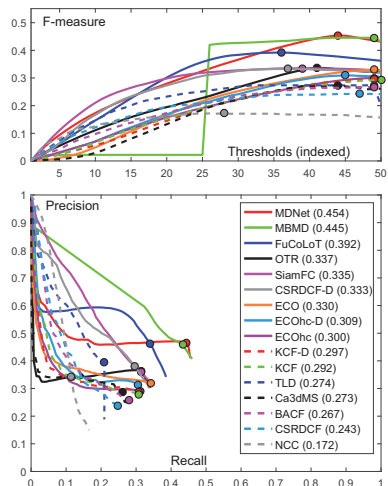 F-measure
0.5
0.4
0.3
0.2
0.1
0
Thresholds (indexed)
5 10 15 20 25 30 35 40 45 50
1
Precision
0.9
0.8
0.7
0.6
0.5
0.4
0.3
0.2
0.1
0
MDNet (0.454)
MBMD (0.445)
FuCoLoT (0.392)
OTR (0.337)
SiamFC (0.335)
CSRDCF-D (0.333)
ECO (0.330)
ECOhc-D (0.309)
ECOhc (0.300)
KCF-D (0.297)
KCF (0.292)
TLD (0.274)
Ca3dMS (0.273)
BACF (0.267)
CSRDCF (0.243)
NCC (0.172)
Recall
0 0.1 0.2 0.3 0.4 0.5 0.6 0.7 0.8 0.9 1